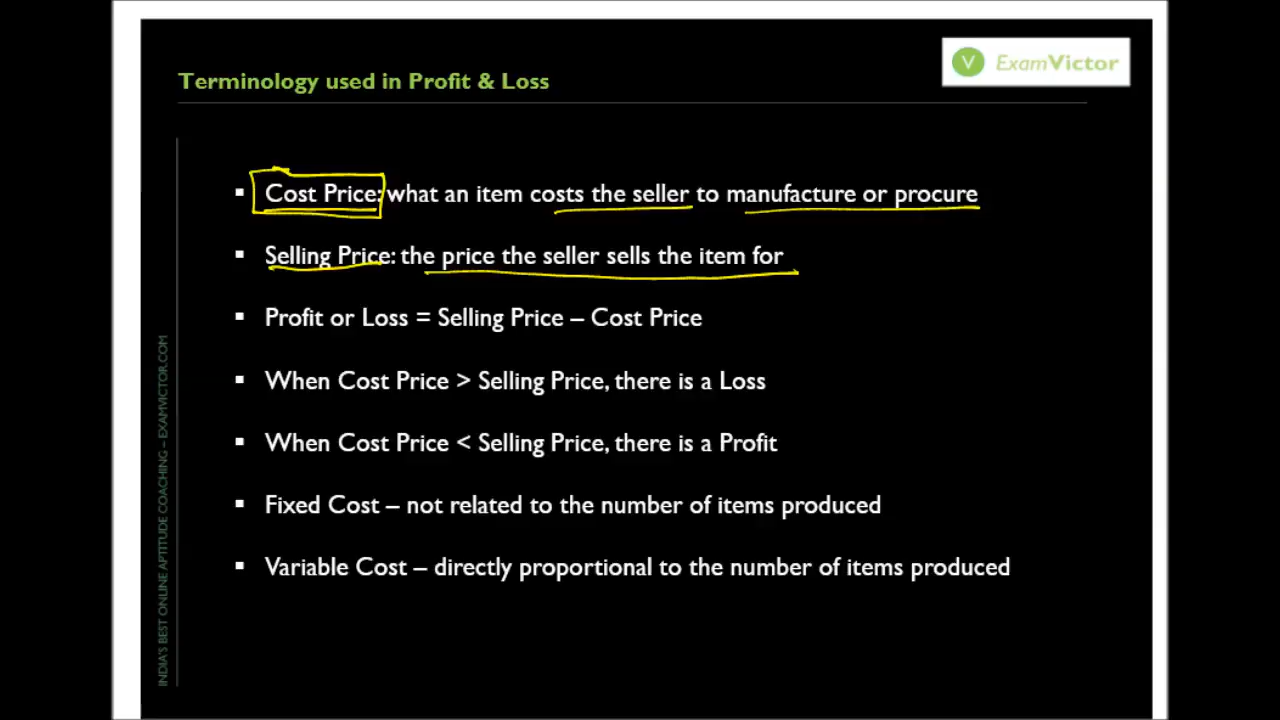 V ExamVictor
Terminology used in Profit & Loss
▪ Cost Price: what an item costs the seller to manufacture or procure
▪ Selling Price: the price the seller sells the item for
▪ Profit or Loss = Selling Price – Cost Price
▪ When Cost Price > Selling Price, there is a Loss
▪ When Cost Price < Selling Price, there is a Profit
▪ Fixed Cost – not related to the number of items produced
▪ Variable Cost – directly proportional to the number of items produced
INDIA'S BEST ONLINE APTITUDE COACHING – EXAMVICTOR.COM